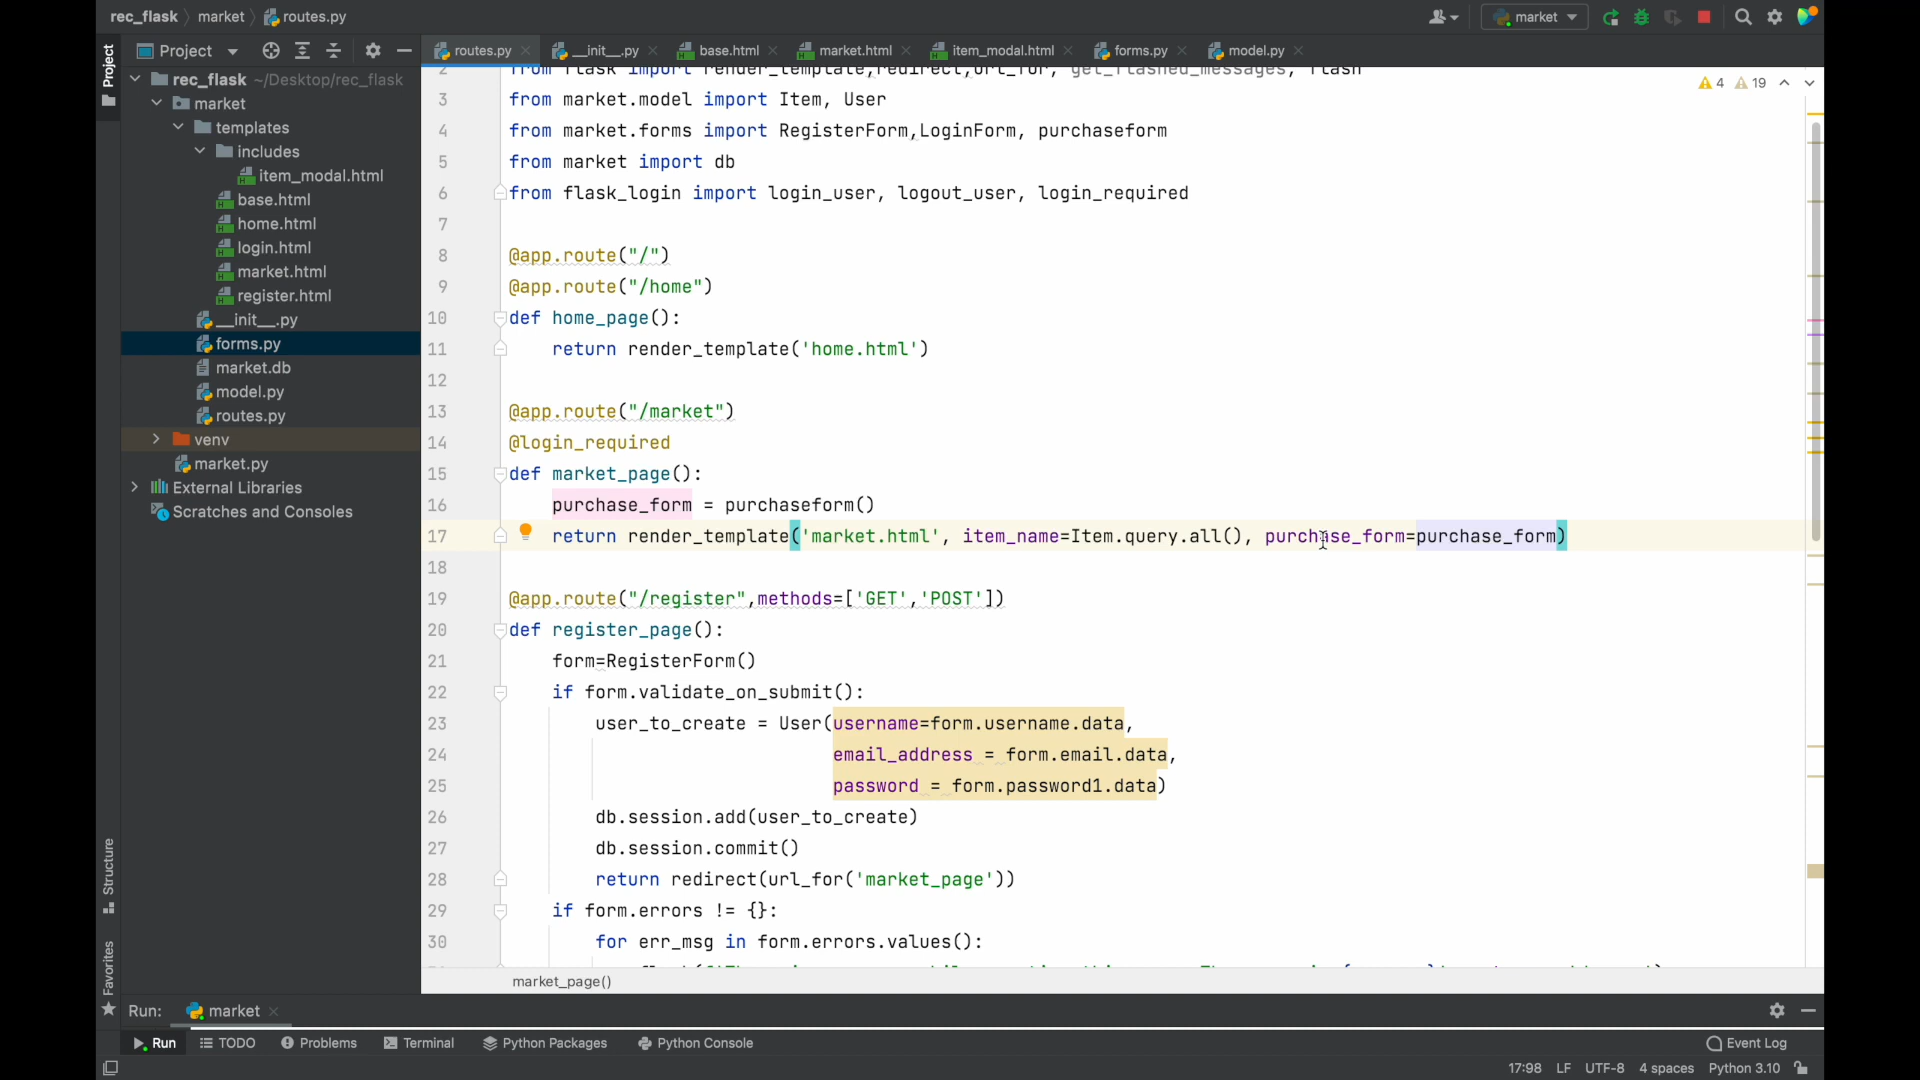 rec_flask market routes.py
market
Project
routes.py __init__.py base.html market.html item_modal.html forms.py model.py
Project
rec_flask ~/Desktop/rec_flask
market
templates
includes
item_modal.html
base.html
home.html
login.html
market.html
register.html
__init__.py
forms.py
market.db
model.py
routes.py
venv
market.py
External Libraries
Scratches and Consoles
Structure
Favorites
4 19
2 from flask import render_template,redirect,url_for, get_flashed_messages, flash
3 from market.model import Item, User
4 from market.forms import RegisterForm,LoginForm, purchaseform
5 from market import db
6 from flask_login import login_user, logout_user, login_required
7
8 @app.route("/")
9 @app.route("/home")
10 def home_page():
11 return render_template('home.html')
12
13 @app.route("/market")
14 @login_required
15 def market_page():
16 purchase_form = purchaseform()
17 return render_template('market.html', item_name=Item.query.all(), purchase_form=purchase_form)
18
19 @app.route("/register",methods=['GET','POST'])
20 def register_page():
21 form=RegisterForm()
22 if form.validate_on_submit():
23 user_to_create = User(username=form.username.data,
24 email_address = form.email.data,
25 password = form.password1.data)
26 db.session.add(user_to_create)
27 db.session.commit()
28 return redirect(url_for('market_page'))
29 if form.errors != {}:
30 for err_msg in form.errors.values():
market_page()
Run: market
Run TODO Problems Terminal Python Packages Python Console Event Log
17:98 LF UTF-8 4 spaces Python 3.10